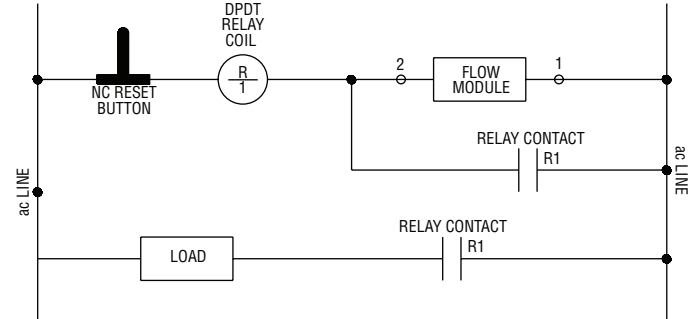 DPDT
RELAY
COIL
R
1
NC RESET
BUTTON
2
FLOW
MODULE
1
RELAY CONTACT
R1
ac LINE
ac LINE
RELAY CONTACT
R1
LOAD